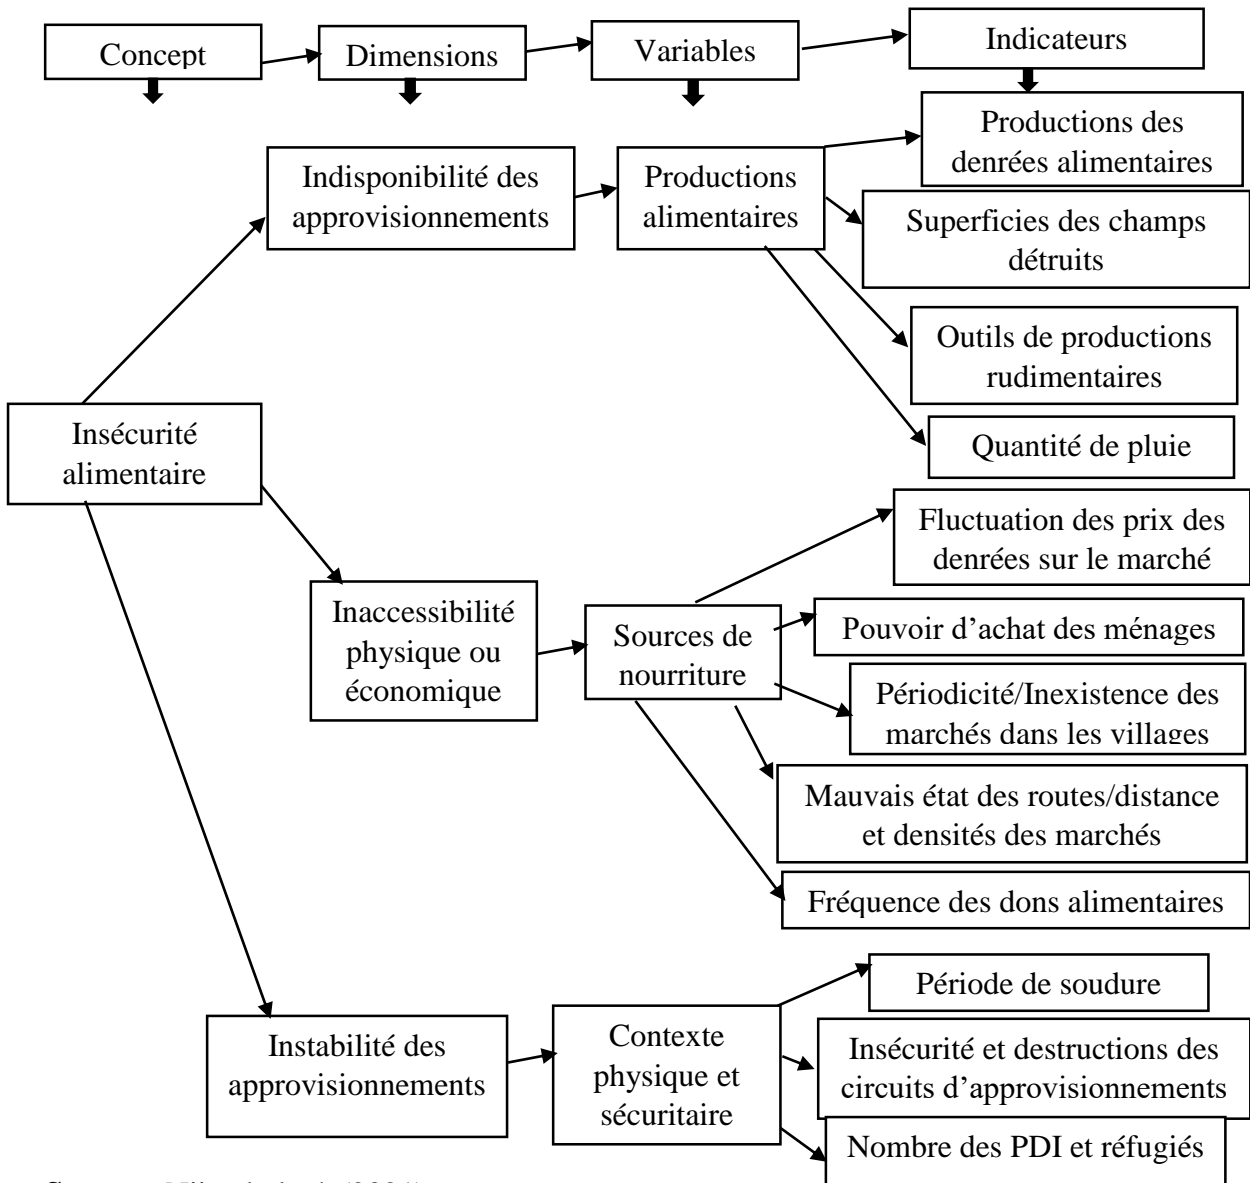 Concept
Dimensions
Variables
Indicateurs
Indisponibilité des
approvisionnements
Productions
alimentaires
Productions des
denrées alimentaires
Superficies des champs
détruits
Outils de productions
rudimentaires
Quantité de pluie
Insécurité
alimentaire
Inaccessibilité
physique ou
économique
Sources de
nourriture
Fluctuation des prix des
denrées sur le marché
Pouvoir d’achat des ménages
Périodicité/Inexistence des
marchés dans les villages
Mauvais état des routes/distance
et densités des marchés
Fréquence des dons alimentaires
Instabilité des
approvisionnements
Contexte
physique et
sécuritaire
Période de soudure
Insécurité et destructions des
circuits d’approvisionnements
Nombre des PDI et réfugiés